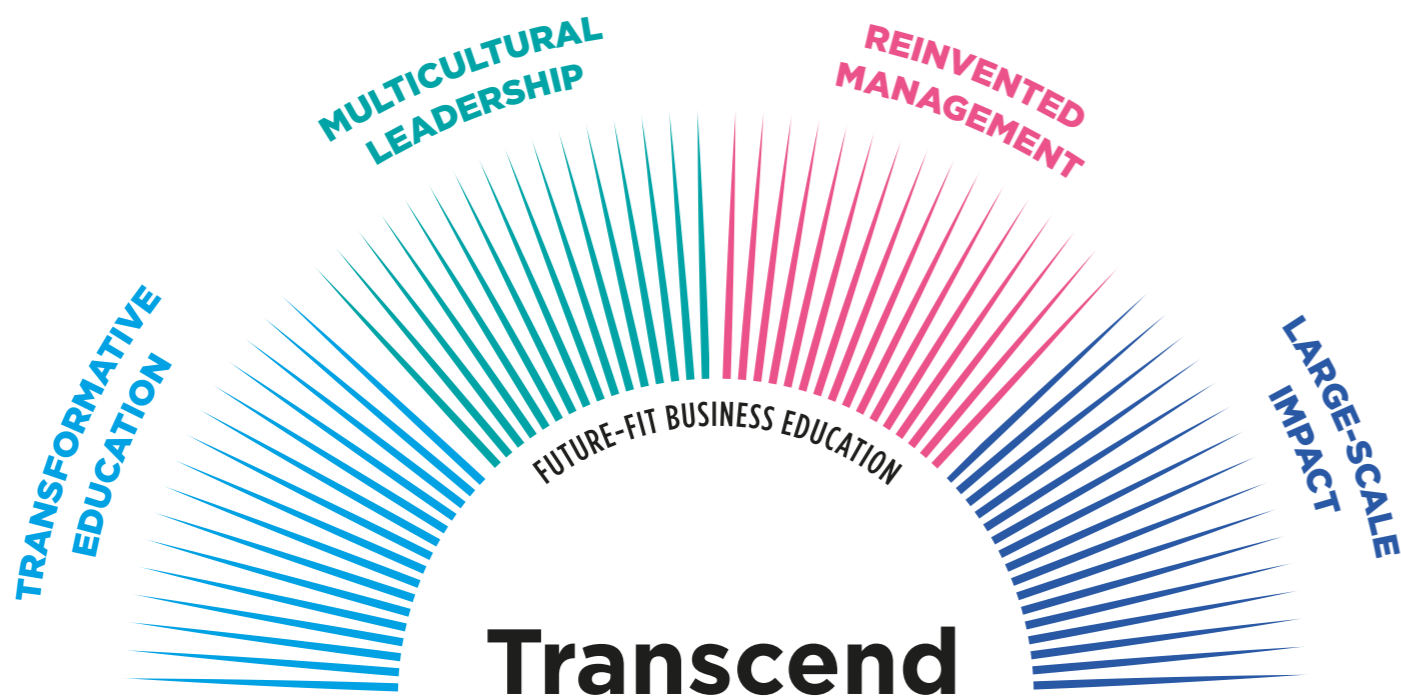 TRANSFORMATIVE
EDUCATION
MULTICULTURAL
LEADERSHIP
REINVENTED
MANAGEMENT
LARGE-SCALE
IMPACT
FUTURE-FIT BUSINESS EDUCATION
Transcend